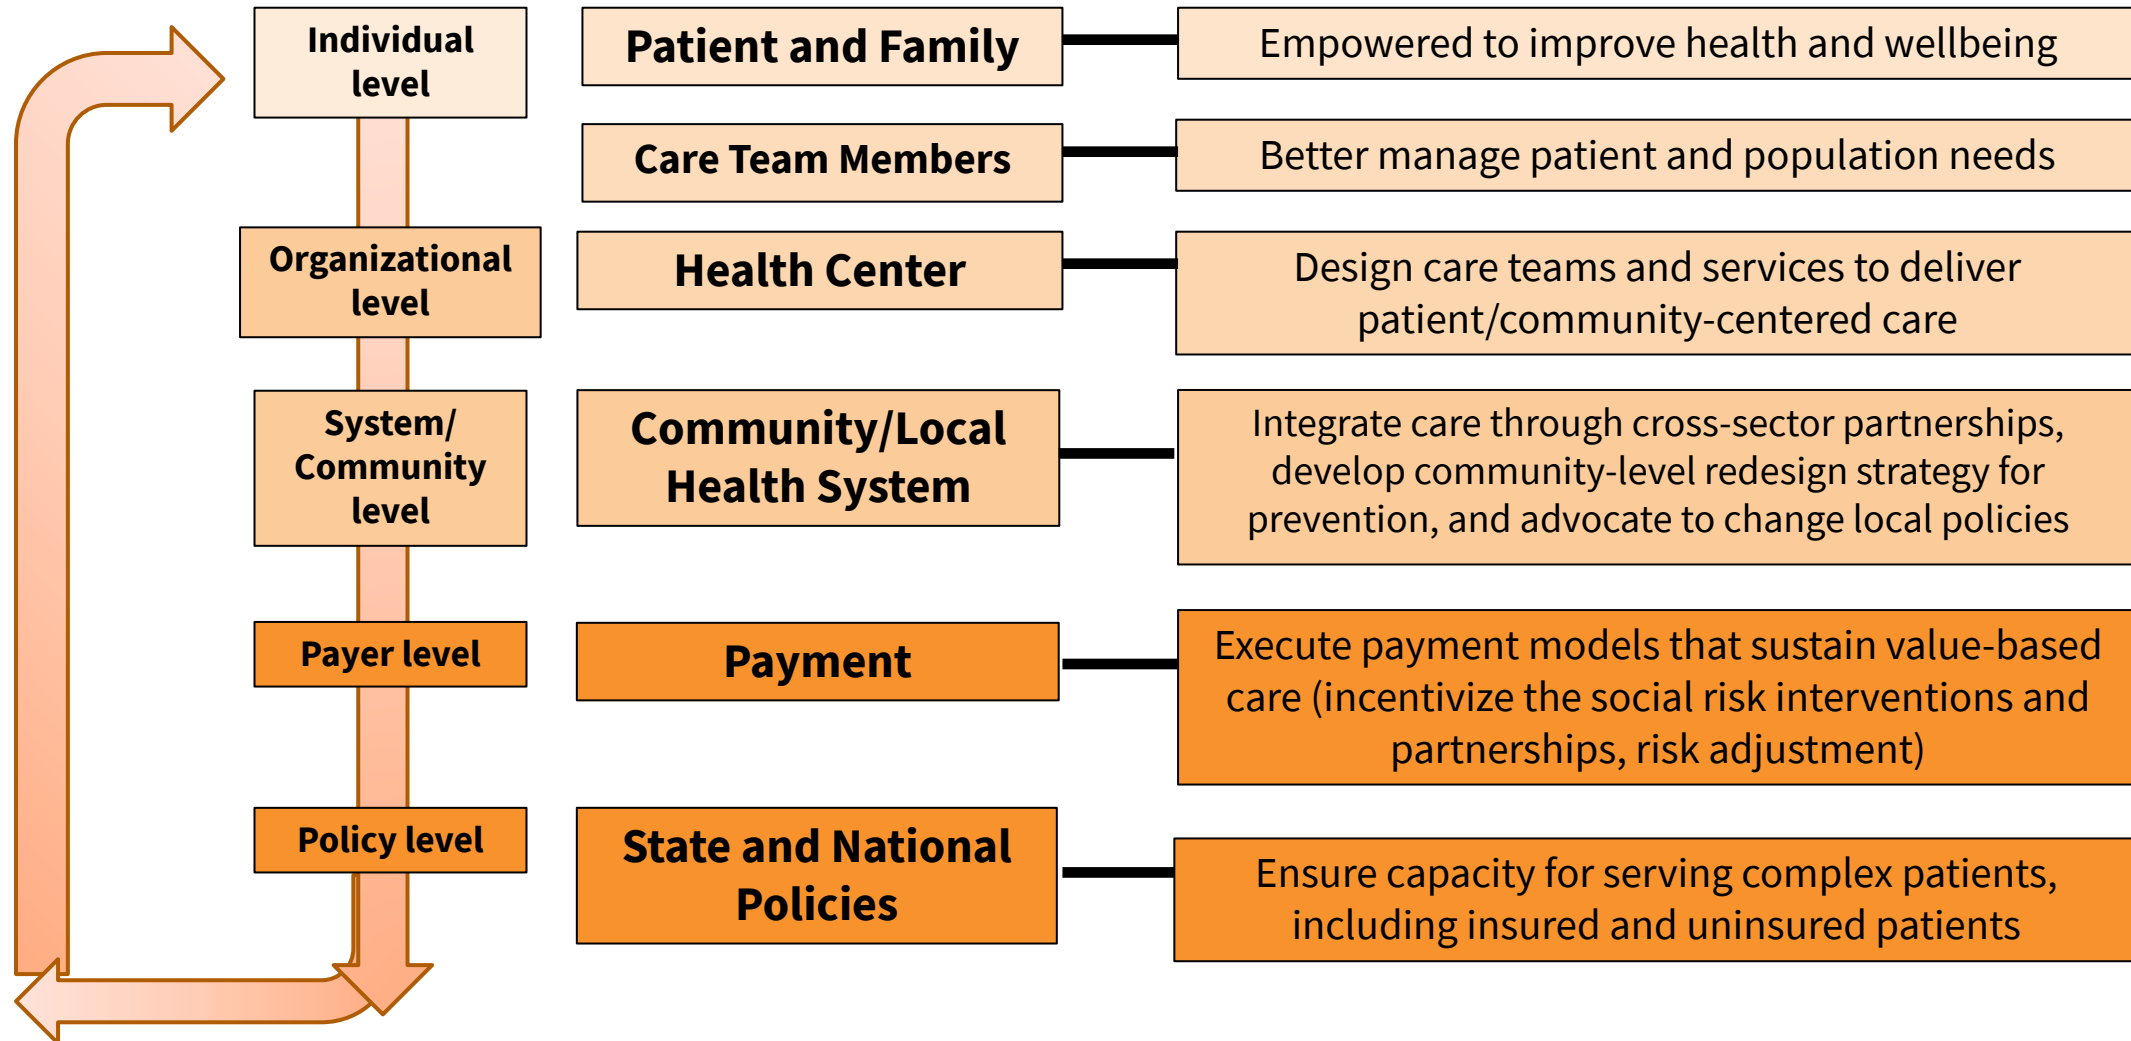 Individual
level
Patient and Family
Empowered to improve health and wellbeing
Care Team Members
Better manage patient and population needs
Organizational
level
Health Center
Design care teams and services to deliver
patient/community-centered care
System/
Community
level
Community/Local
Health System
Integrate care through cross-sector partnerships,
develop community-level redesign strategy for
prevention, and advocate to change local policies
Payer level
Payment
Execute payment models that sustain value-based
care (incentivize the social risk interventions and
partnerships, risk adjustment)
Policy level
State and National
Policies
Ensure capacity for serving complex patients,
including insured and uninsured patients